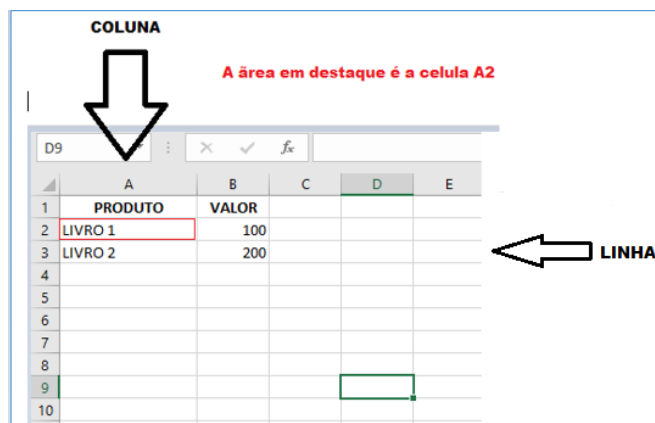 COLUNA
A ärea em destaque é a celula A2
D9 fx
A B C D E
1 PRODUTO VALOR
2 LIVRO 1 100
3 LIVRO 2 200
LINHA
4
5
6
7
8
9
10